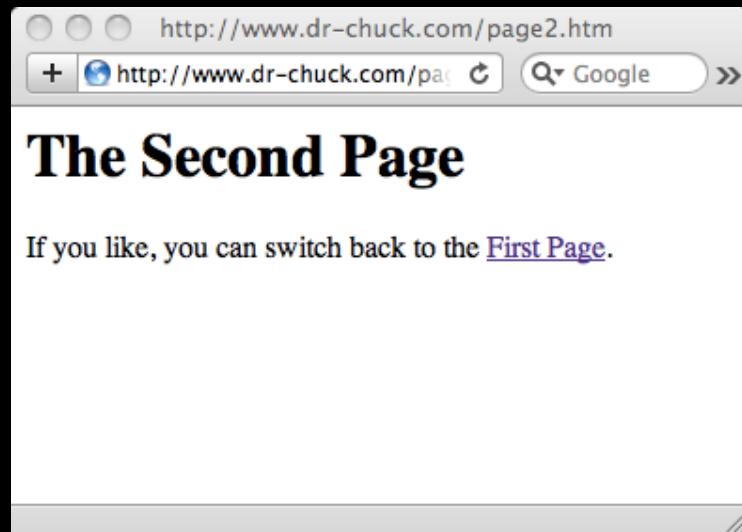 http://www.dr-chuck.com/page2.htm
+ http://www.dr-chuck.com/pa Google »
The Second Page
If you like, you can switch back to the First Page.